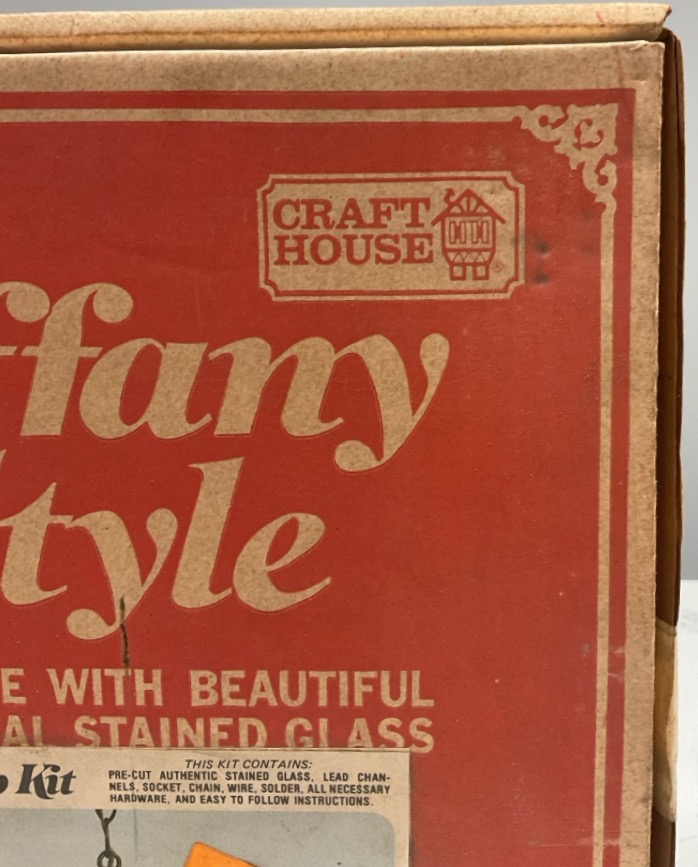 CRAFT
HOUSE
®
ffany
tyle
E WITH BEAUTIFUL
AL STAINED GLASS
Kit
THIS KIT CONTAINS:
PRE-CUT AUTHENTIC STAINED GLASS, LEAD CHAN-
NELS, SOCKET, CHAIN, WIRE, SOLDER, ALL NECESSARY
HARDWARE, AND EASY TO FOLLOW INSTRUCTIONS.